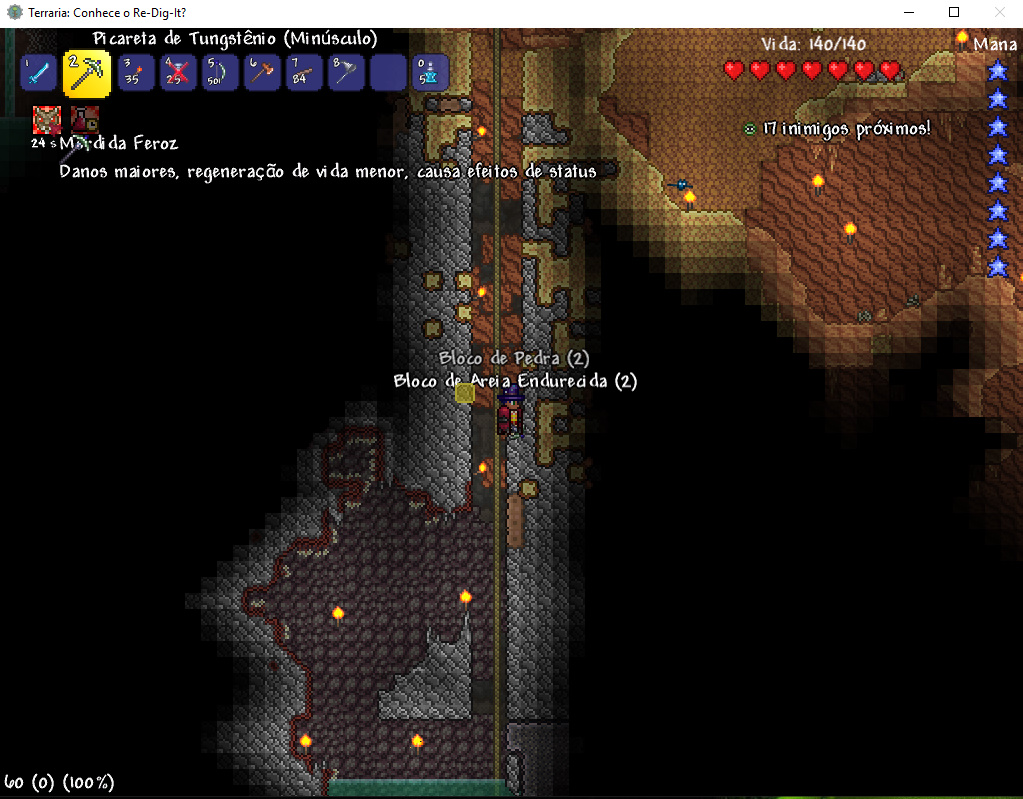 Terraria: Conhece o Re-Dig-It?
Picareta de Tungstênio (Minúsculo)
1 2 3 4 5 6 7 8 0
35 25 50 84 5
Vida: 140/140
Mana
17 inimigos próximos!
24 s
Mordida Feroz
Danos maiores, regeneração de vida menor, causa efeitos de status
Bloco de Pedra (2)
Bloco de Areia Endurecida (2)
60 (0) (100%)